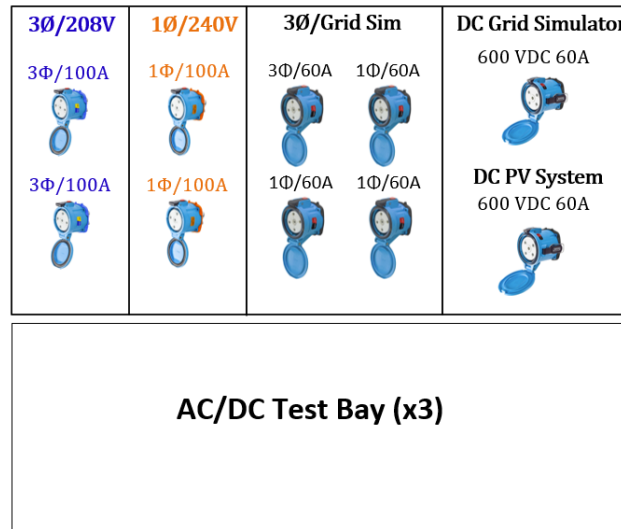 3Ø/208V
3Φ/100A
3Φ/100A
1Ø/240V
1Φ/100A
1Φ/100A
3Ø/Grid Sim
3Φ/60A 1Φ/60A
1Φ/60A 1Φ/60A
DC Grid Simulator
600 VDC 60A
DC PV System
600 VDC 60A
AC/DC Test Bay (x3)